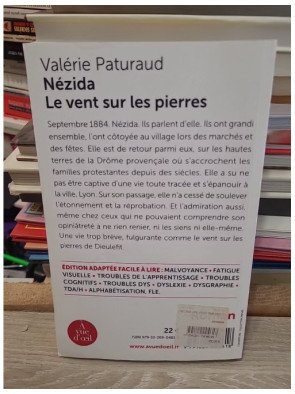 Valérie Paturaud
Nézida
Le vent sur les pierres
Septembre 1884. Nézida. Ils parlent d'elle. Ils ont grandi
ensemble, l'ont côtoyée au village lors des marchés et
des fêtes. Elle est de retour parmi eux, sur les hautes
terres de la Drôme provençale où s'accrochent les
familles protestantes depuis des siècles. Elle a su ne
pas être captive d'une vie toute tracée et s'épanouir à
la ville, Lyon. Sur son passage, elle n'a cessé de soulever
l'étonnement et la réprobation. Et l'admiration aussi,
même chez ceux qui ne pouvaient comprendre son
opiniâtreté à ne rien renier, ni les siens ni elle-même.
Une vie trop brève, fulgurante comme le vent sur les
pierres de Dieulefit.
ÉDITION ADAPTÉE FACILE À LIRE : MALVOYANCE • FATIGUE
VISUELLE • TROUBLES DE L'APPRENTISSAGE • TROUBLES
COGNITIFS • TROUBLES DYS • DYSLEXIE • DYSGRAPHIE •
TDA/H • ALPHABÉTISATION, FLE.
A
vue
d'œil
22
www.avuedoeil